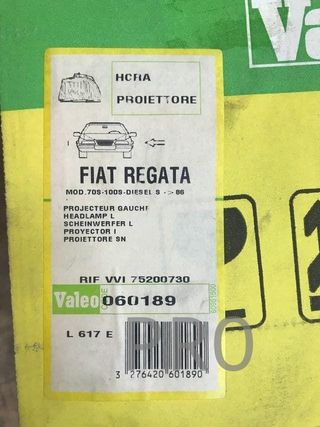 Va
HCRA
PROIETTORE
FIAT REGATA
MOD.70S-100S-DIESEL S -> 86
PROJECTEUR GAUCHE
HEADLAMP L
SCHEINWERFER L
PROYECTOR I
PROIETTORE SN
RIF VVI 75200730
Valeo CODE 060189
L 617 E
PRO
3 276420 601890